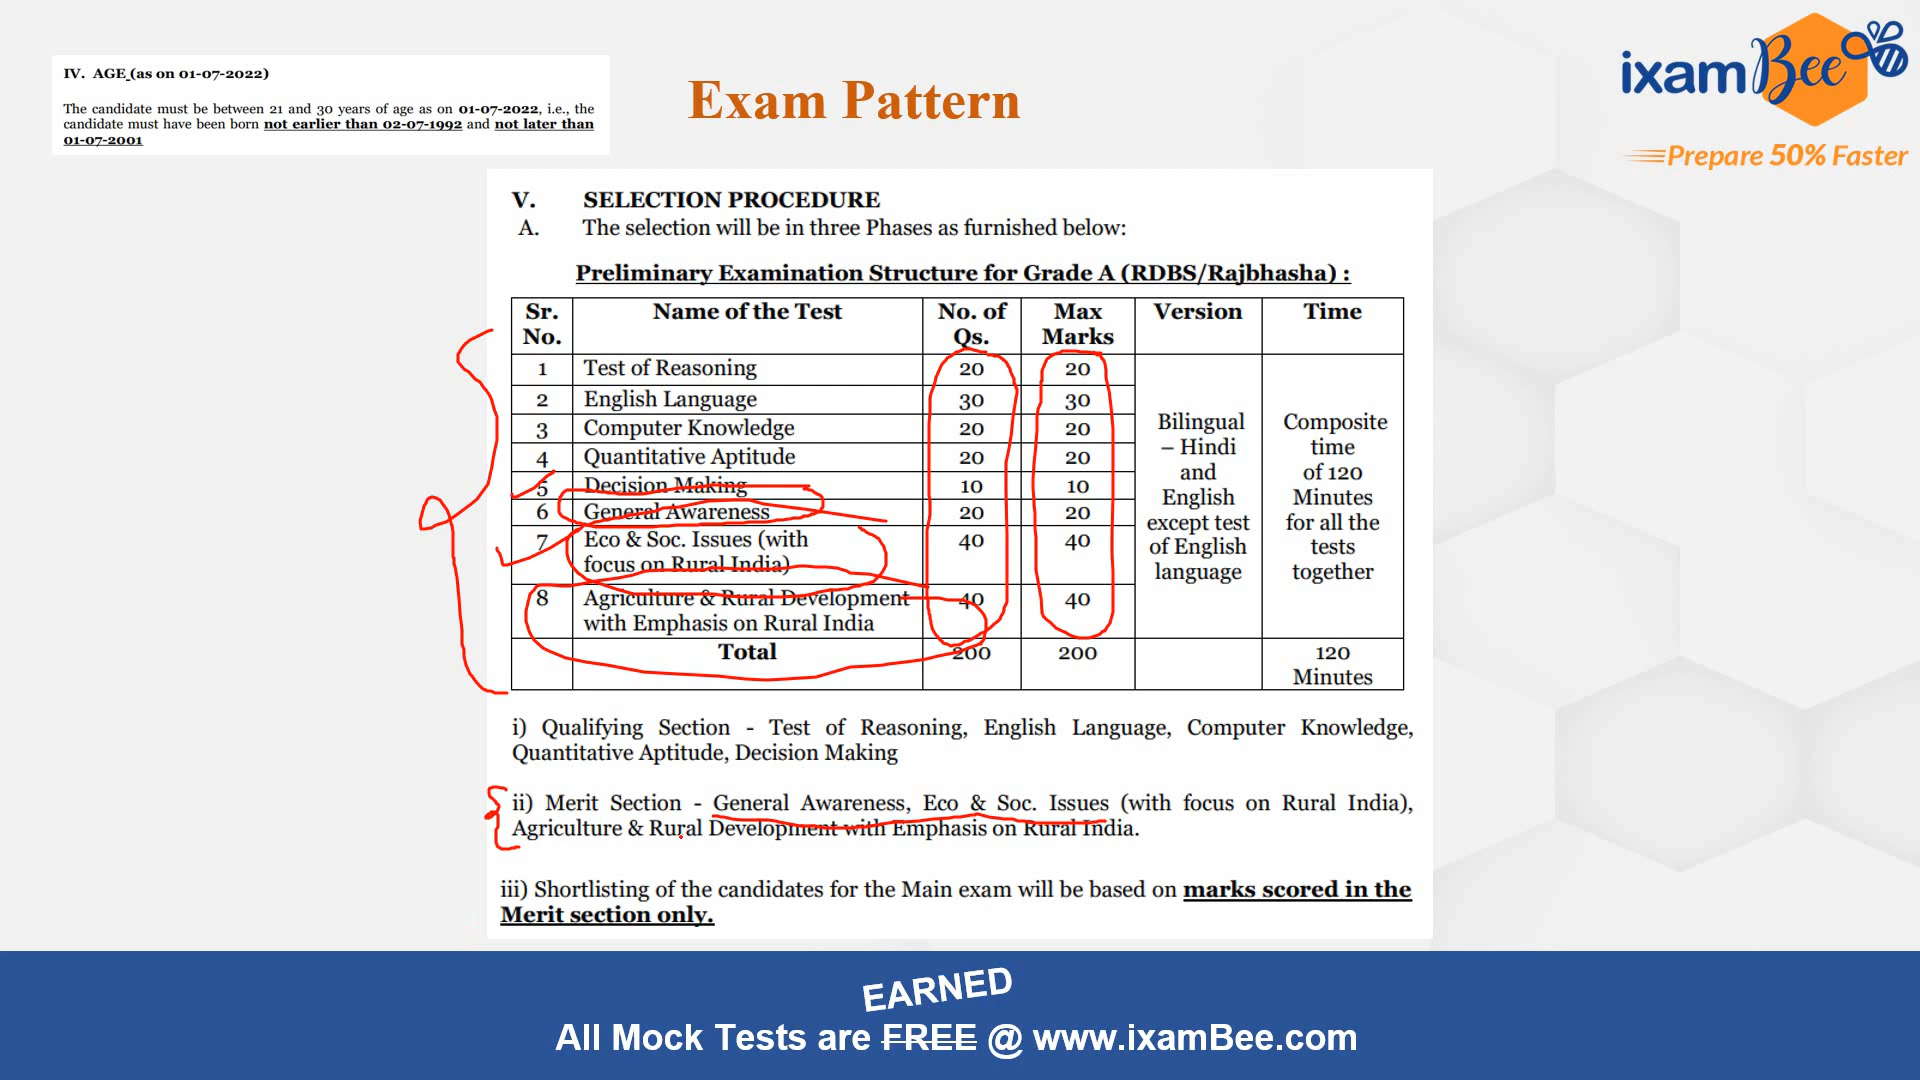 IV. AGE (as on 01-07-2022)
The candidate must be between 21 and 30 years of age as on 01-07-2022, i.e., the
candidate must have been born not earlier than 02-07-1992 and not later than
01-07-2001
Exam Pattern
ixamBee
Prepare 50% Faster
V. SELECTION PROCEDURE
A. The selection will be in three Phases as furnished below:
Preliminary Examination Structure for Grade A (RDBS/Rajbhasha) :
Sr. No. Name of the Test No. of Qs. Max Marks Version Time
1 Test of Reasoning 20 20
2 English Language 30 30
3 Computer Knowledge 20 20
4 Quantitative Aptitude 20 20
5 Decision Making 10 10
6 General Awareness 20 20
7 Eco & Soc. Issues (with focus on Rural India) 40 40
8 Agriculture & Rural Development with Emphasis on Rural India 40 40
Bilingual
– Hindi
and
English
except test
of English
language
Composite
time
of 120
Minutes
for all the
tests
together
Total 200 200 120 Minutes
i) Qualifying Section - Test of Reasoning, English Language, Computer Knowledge,
Quantitative Aptitude, Decision Making
ii) Merit Section - General Awareness, Eco & Soc. Issues (with focus on Rural India),
Agriculture & Rural Development with Emphasis on Rural India.
iii) Shortlisting of the candidates for the Main exam will be based on marks scored in the
Merit section only.
EARNED
All Mock Tests are FREE @ www.ixamBee.com